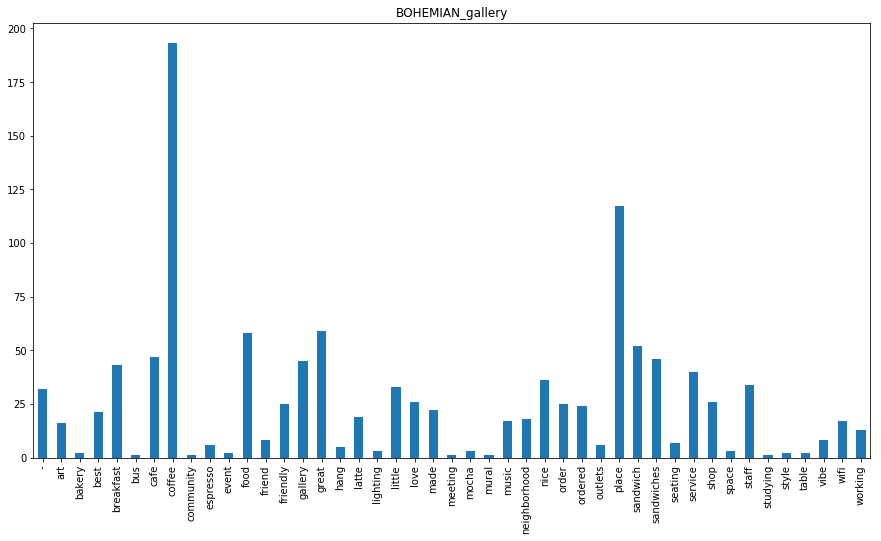 BOHEMIAN_gallery
200
175
150
125
100
75
50
25
0
-
art
bakery
best
breakfast
bus
cafe
coffee
community
espresso
event
food
friend
friendly
gallery
great
hang
latte
lighting
little
love
made
meeting
mocha
mural
music
neighborhood
nice
order
ordered
outlets
place
sandwich
sandwiches
seating
service
shop
space
staff
studying
style
table
vibe
wifi
working